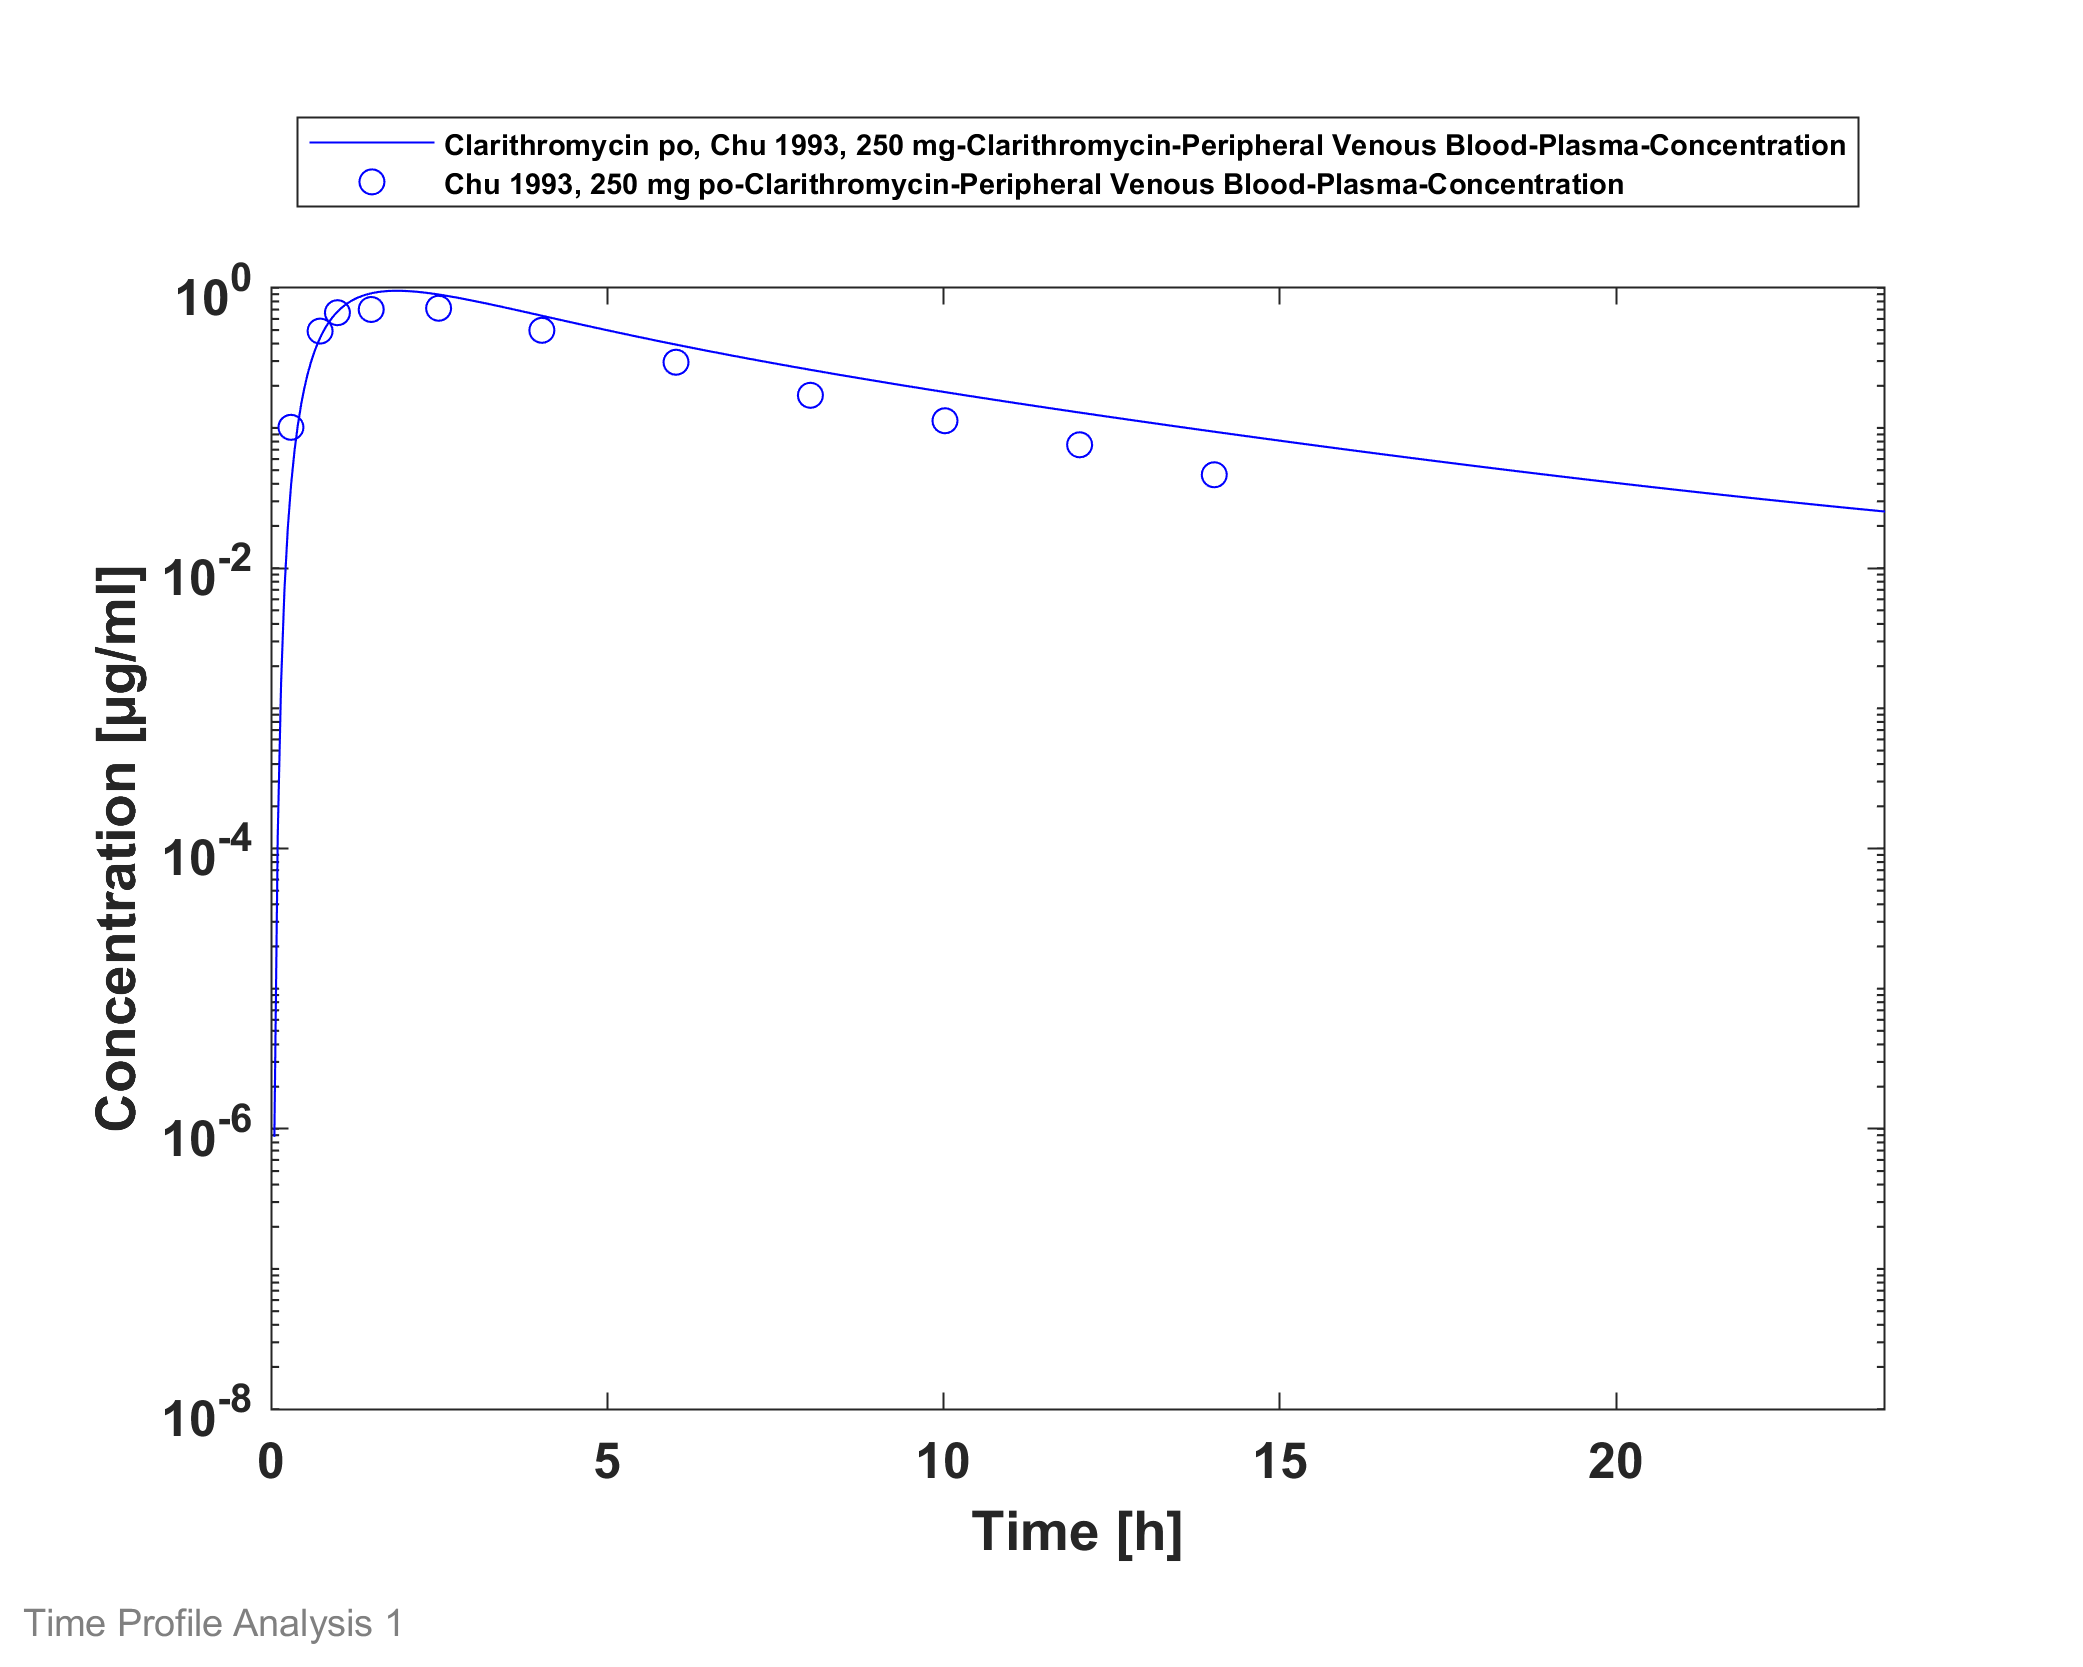 Clarithromycin po, Chu 1993, 250 mg-Clarithromycin-Peripheral Venous Blood-Plasma-Concentration
Chu 1993, 250 mg po-Clarithromycin-Peripheral Venous Blood-Plasma-Concentration
10^0
10^-2
10^-4
10^-6
10^-8
Concentration [µg/ml]
0 5 10 15 20
Time [h]
Time Profile Analysis 1